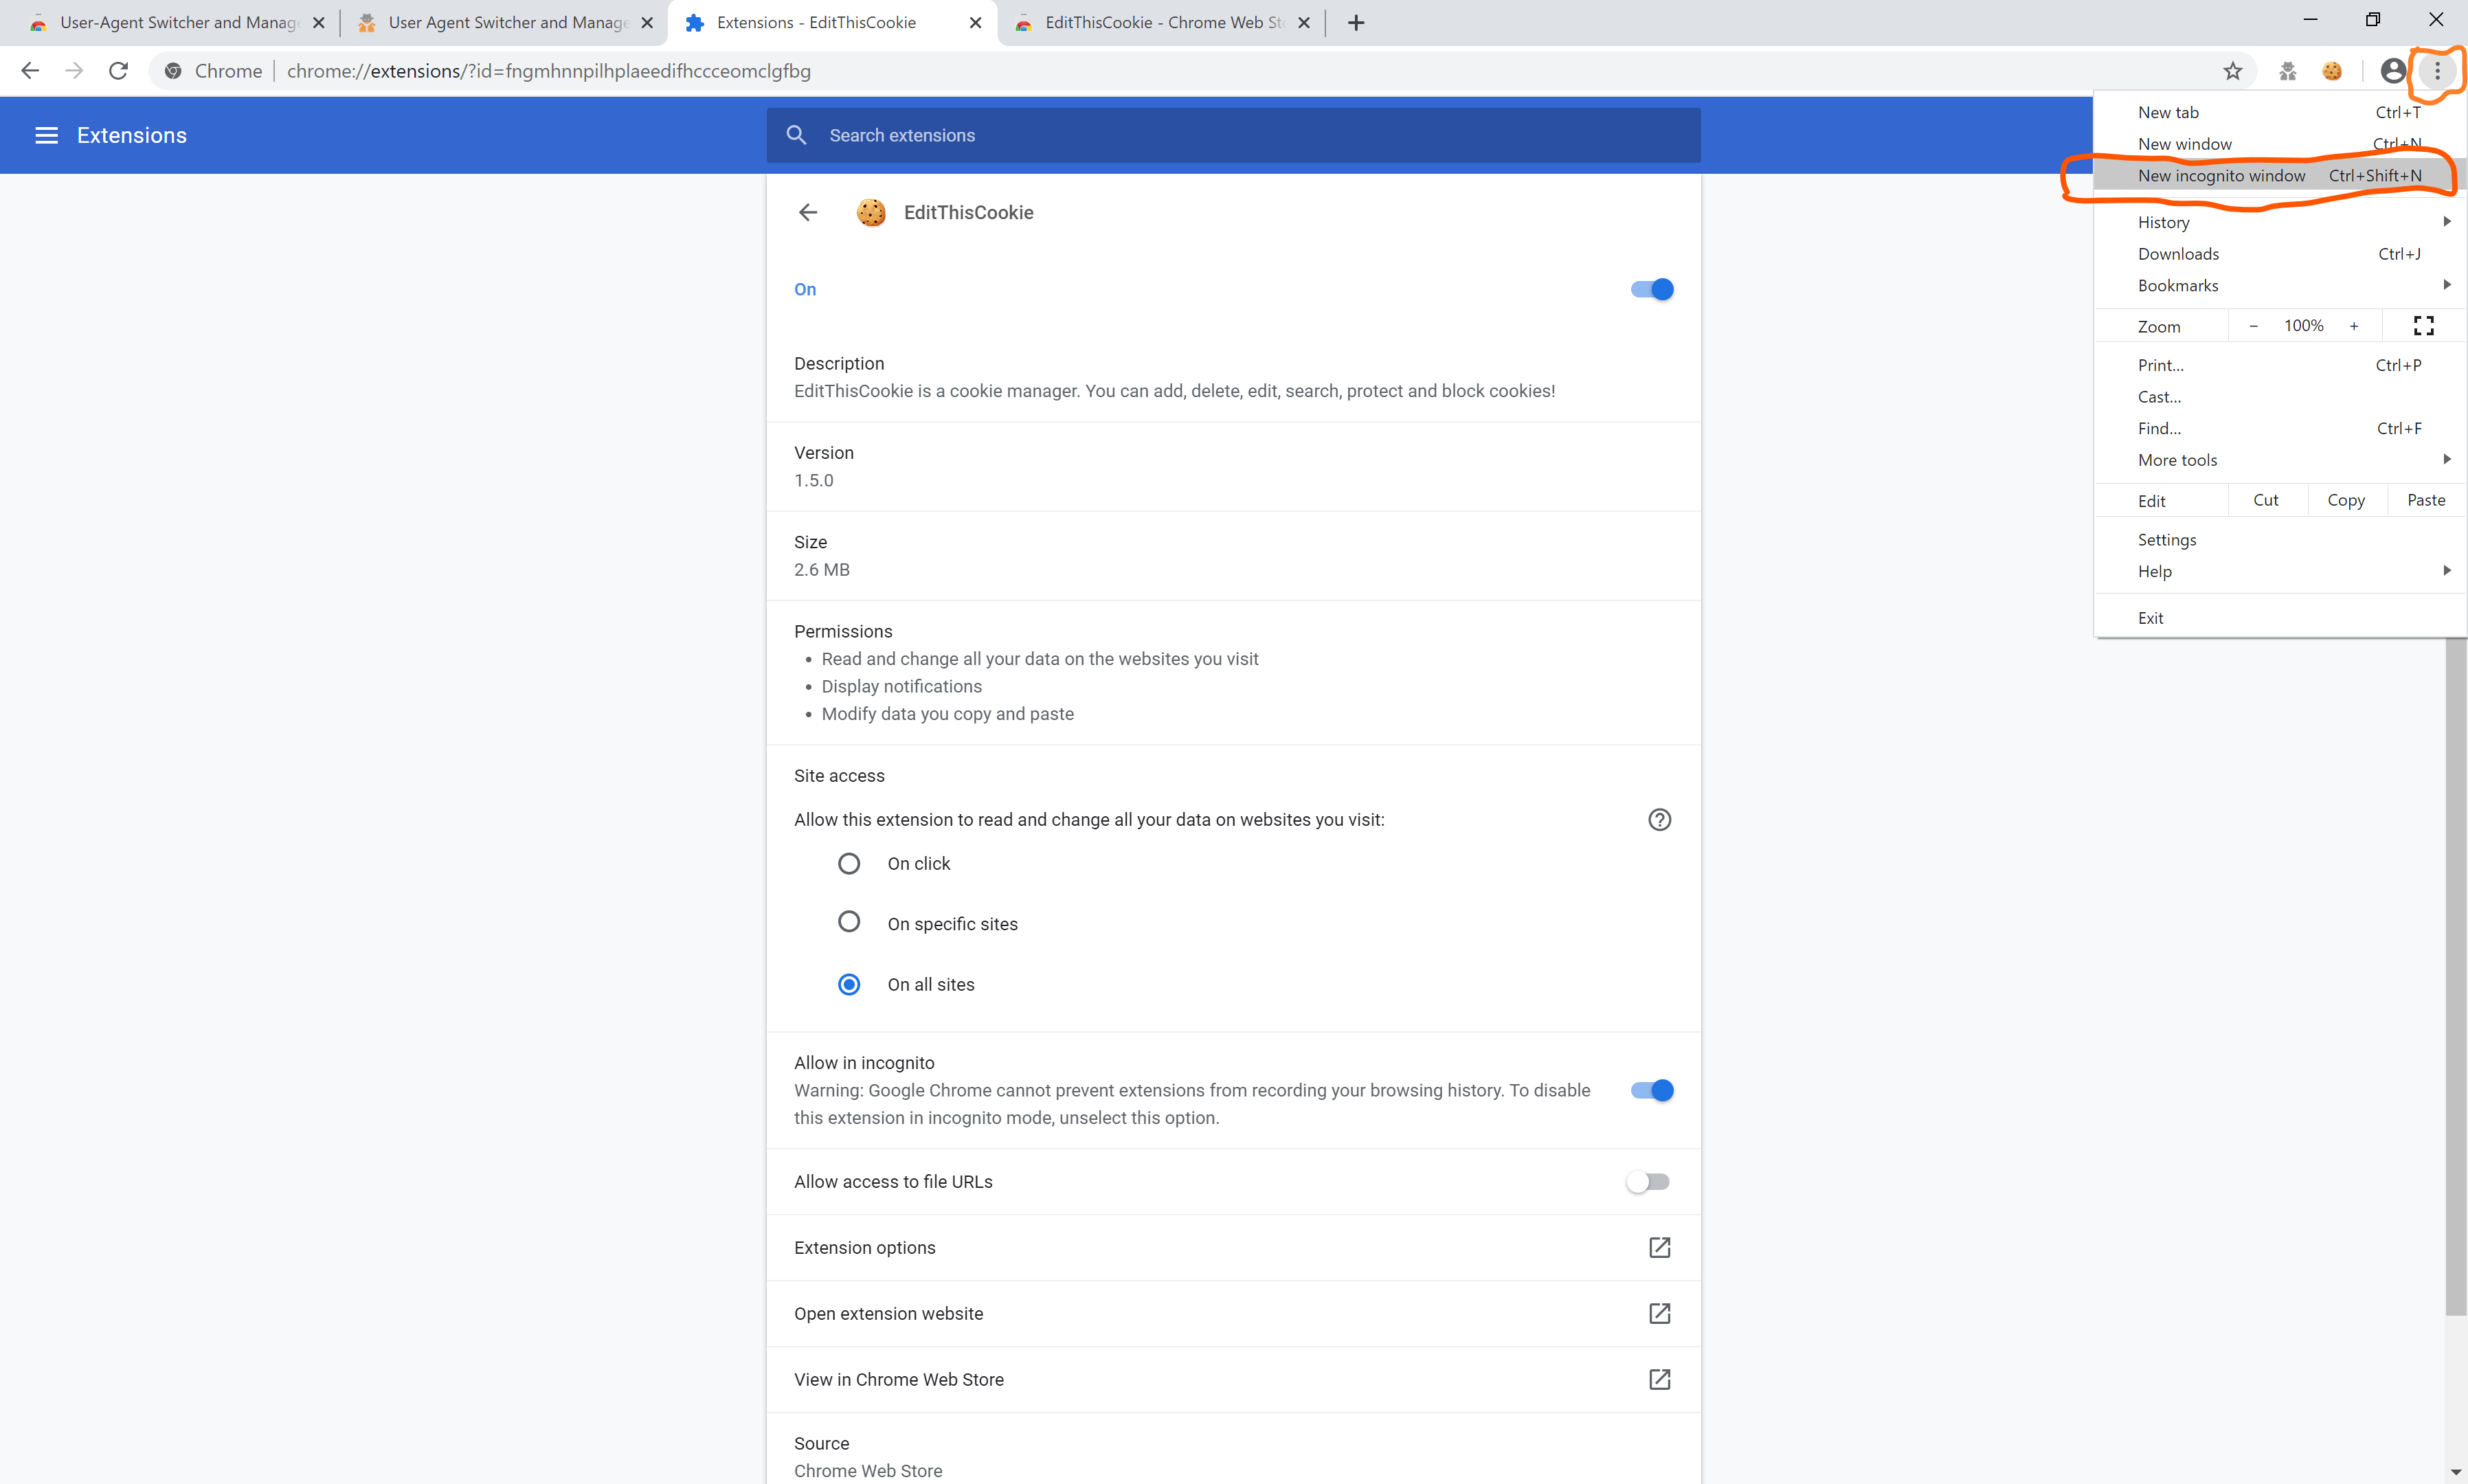 User-Agent Switcher and Manage
User Agent Switcher and Manage
Extensions - EditThisCookie
EditThisCookie - Chrome Web Sto
Chrome
chrome://extensions/?id=fngmhnnpilhplaeedifhccceomclgfbg
Extensions
Search extensions
New tab Ctrl+T
New window Ctrl+N
New incognito window Ctrl+Shift+N
History
Downloads Ctrl+J
Bookmarks
Zoom − 100% +
Print... Ctrl+P
Cast...
Find... Ctrl+F
More tools
Edit Cut Copy Paste
Settings
Help
Exit
EditThisCookie
On
Description
EditThisCookie is a cookie manager. You can add, delete, edit, search, protect and block cookies!
Version
1.5.0
Size
2.6 MB
Permissions
• Read and change all your data on the websites you visit
• Display notifications
• Modify data you copy and paste
Site access
Allow this extension to read and change all your data on websites you visit:
On click
On specific sites
On all sites
Allow in incognito
Warning: Google Chrome cannot prevent extensions from recording your browsing history. To disable
this extension in incognito mode, unselect this option.
Allow access to file URLs
Extension options
Open extension website
View in Chrome Web Store
Source
Chrome Web Store